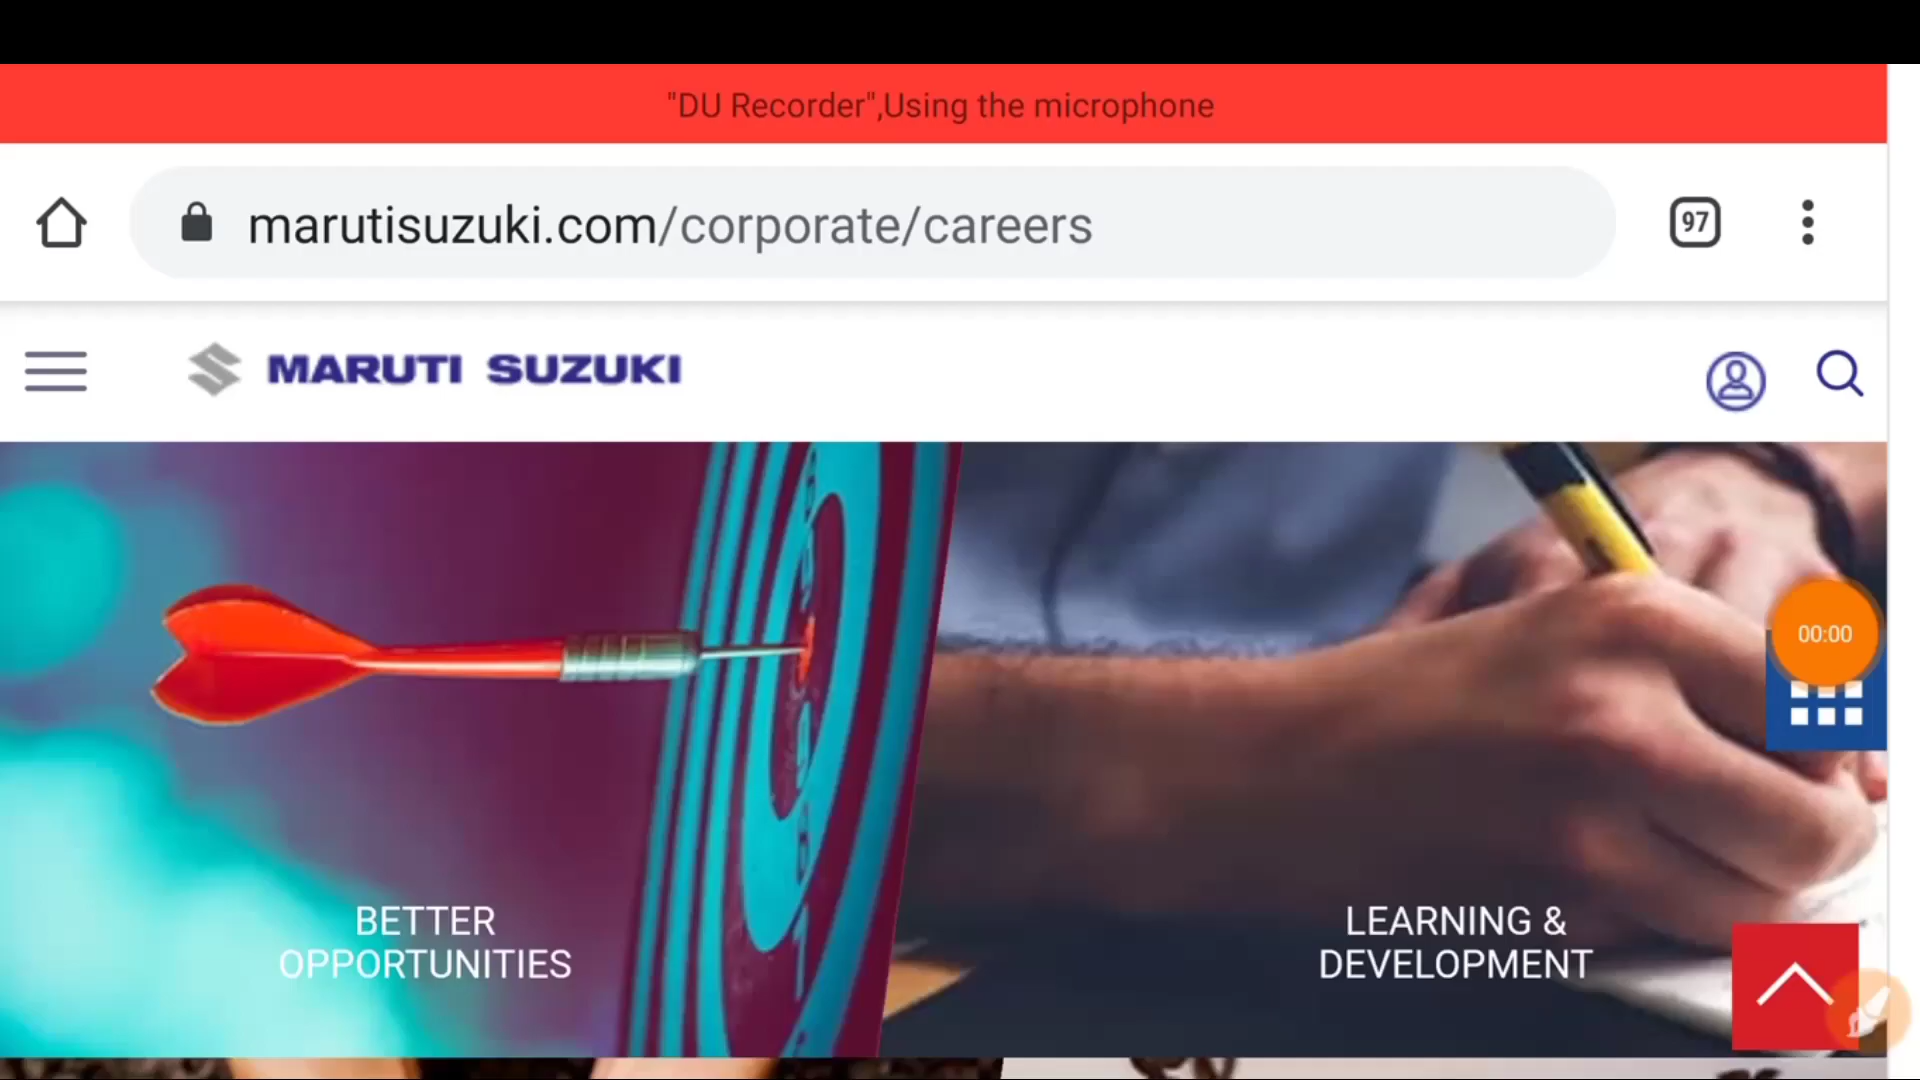 "DU Recorder",Using the microphone
marutisuzuki.com/corporate/careers
97
MARUTI SUZUKI
00:00
BETTER
OPPORTUNITIES
LEARNING &
DEVELOPMENT